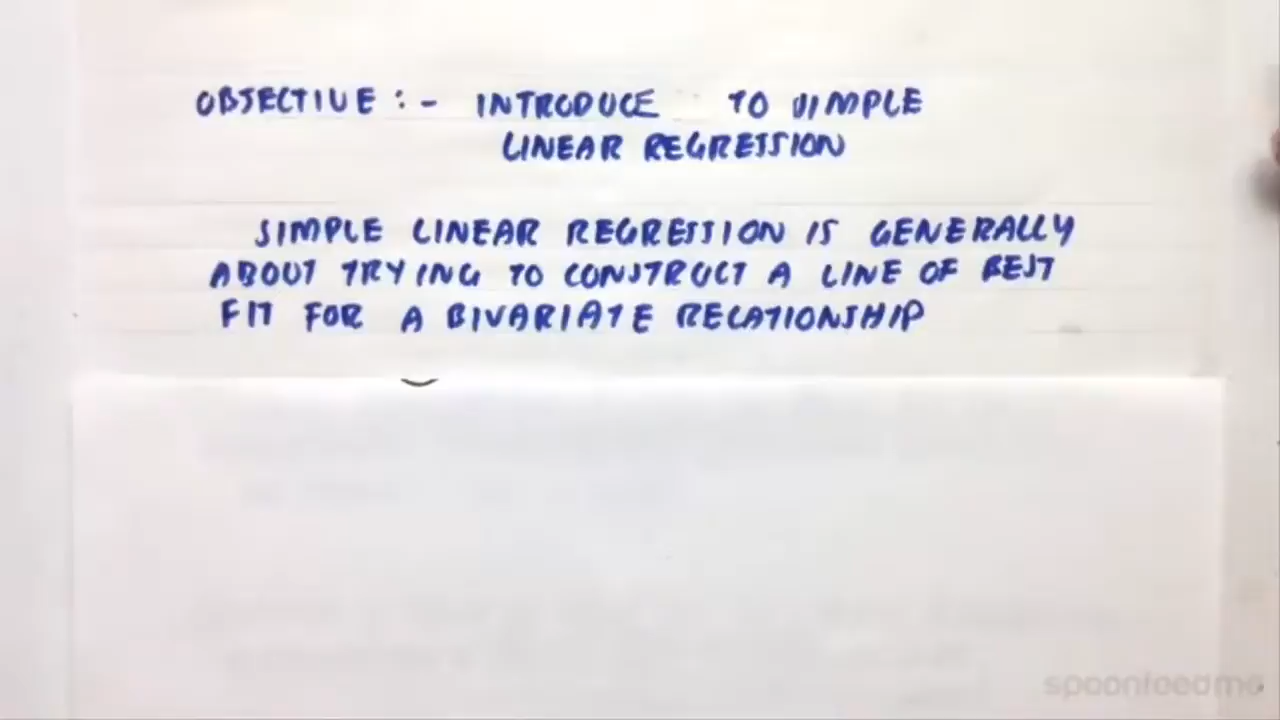 OBJECTIVE :- INTRODUCE TO SIMPLE
LINEAR REGRESSION
SIMPLE LINEAR REGRESSION IS GENERALLY
ABOUT TRYING TO CONSTRUCT A LINE OF BEST
FIT FOR A BIVARIATE RELATIONSHIP
spoonfeedme